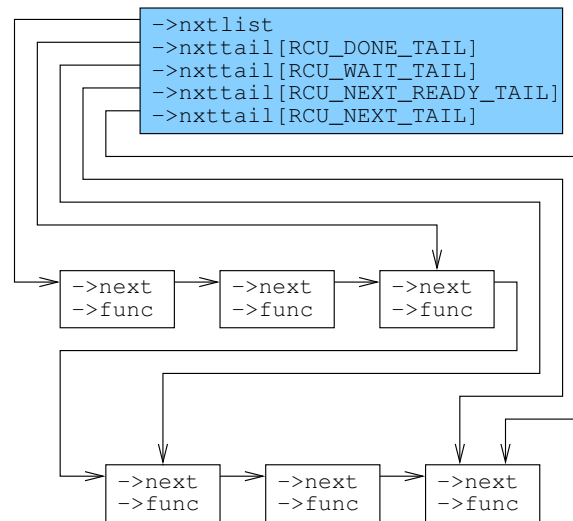 ->nxtlist
->nxttail[RCU_DONE_TAIL]
->nxttail[RCU_WAIT_TAIL]
->nxttail[RCU_NEXT_READY_TAIL]
->nxttail[RCU_NEXT_TAIL]
->next
->func
->next
->func
->next
->func
->next
->func
->next
->func
->next
->func